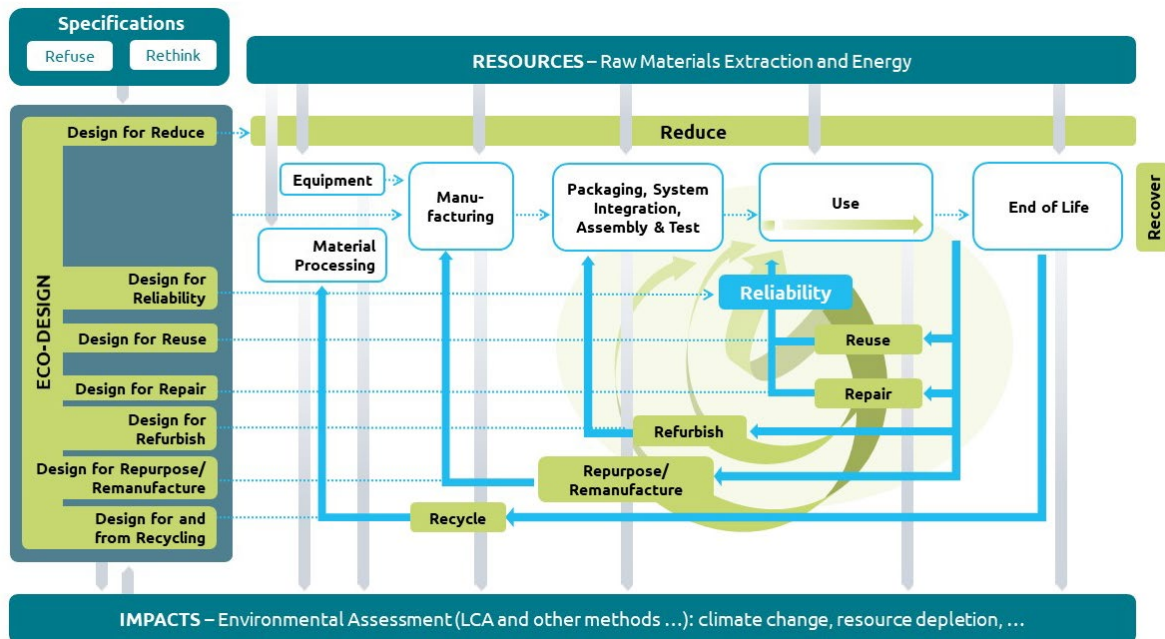 Specifications
Refuse
Rethink
RESOURCES – Raw Materials Extraction and Energy
Design for Reduce
Reduce
Equipment
Manu-
facturing
Packaging, System
Integration,
Assembly & Test
Use
End of Life
Recover
Material
Processing
ECO-DESIGN
Design for
Reliability
Reliability
Design for Reuse
Reuse
Design for Repair
Repair
Design for
Refurbish
Refurbish
Design for Repurpose/
Remanufacture
Repurpose/
Remanufacture
Design for and
from Recycling
Recycle
IMPACTS – Environmental Assessment (LCA and other methods …): climate change, resource depletion, …